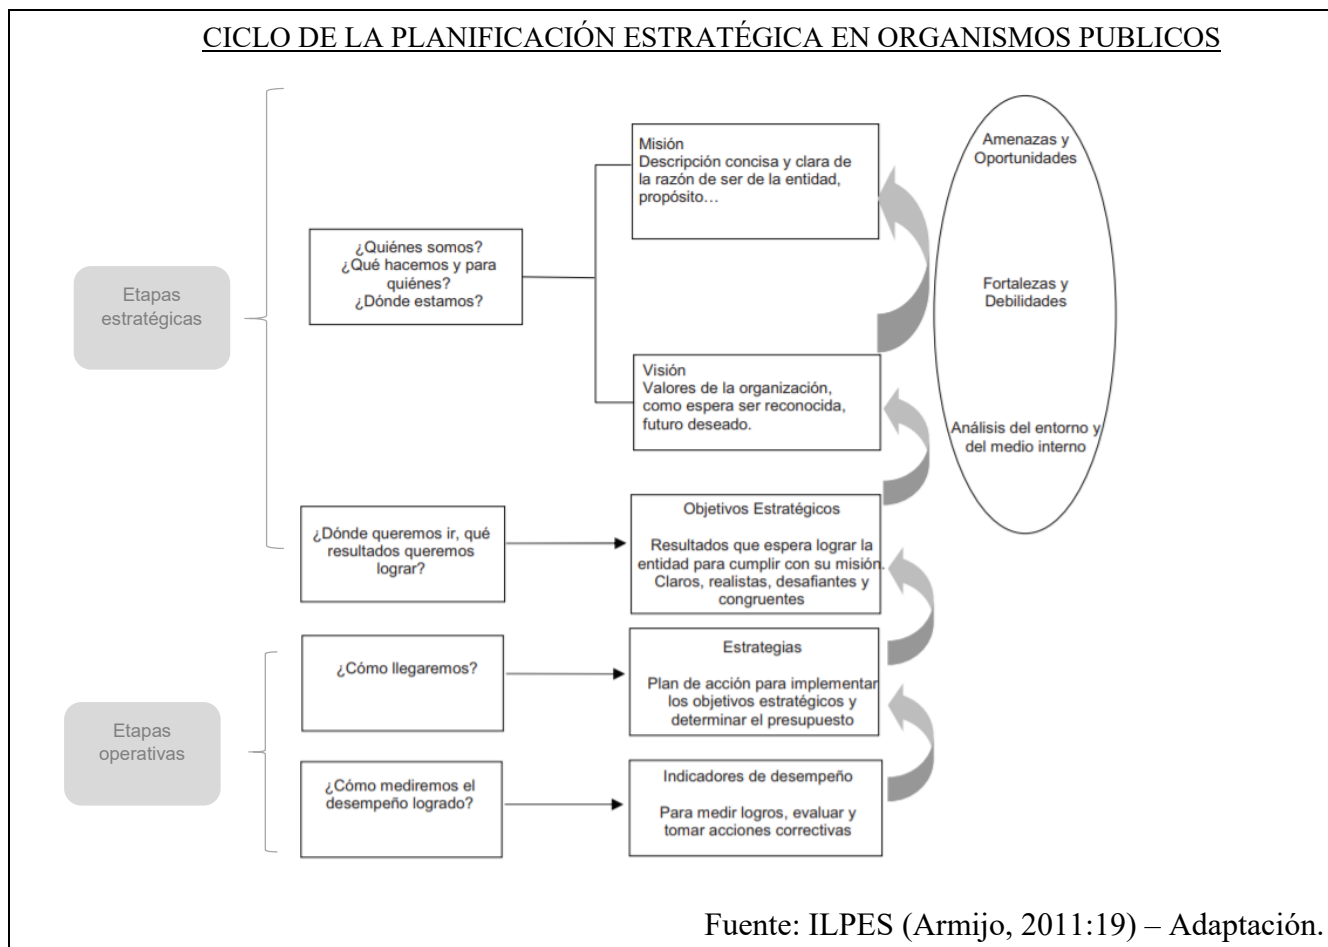 CICLO DE LA PLANIFICACIÓN ESTRATÉGICA EN ORGANISMOS PUBLICOS
Etapas
estratégicas
¿Quiénes somos?
¿Qué hacemos y para
quiénes?
¿Dónde estamos?
Misión
Descripción concisa y clara de
la razón de ser de la entidad,
propósito…
Visión
Valores de la organización,
como espera ser reconocida,
futuro deseado.
Amenazas y
Oportunidades
Fortalezas y
Debilidades
Análisis del entorno y
del medio interno
¿Dónde queremos ir, qué
resultados queremos
lograr?
Objetivos Estratégicos
Resultados que espera lograr la
entidad para cumplir con su misión.
Claros, realistas, desafiantes y
congruentes
Etapas
operativas
¿Cómo llegaremos?
Estrategias
Plan de acción para implementar
los objetivos estratégicos y
determinar el presupuesto
¿Cómo mediremos el
desempeño logrado?
Indicadores de desempeño
Para medir logros, evaluar y
tomar acciones correctivas
Fuente: ILPES (Armijo, 2011:19) – Adaptación.